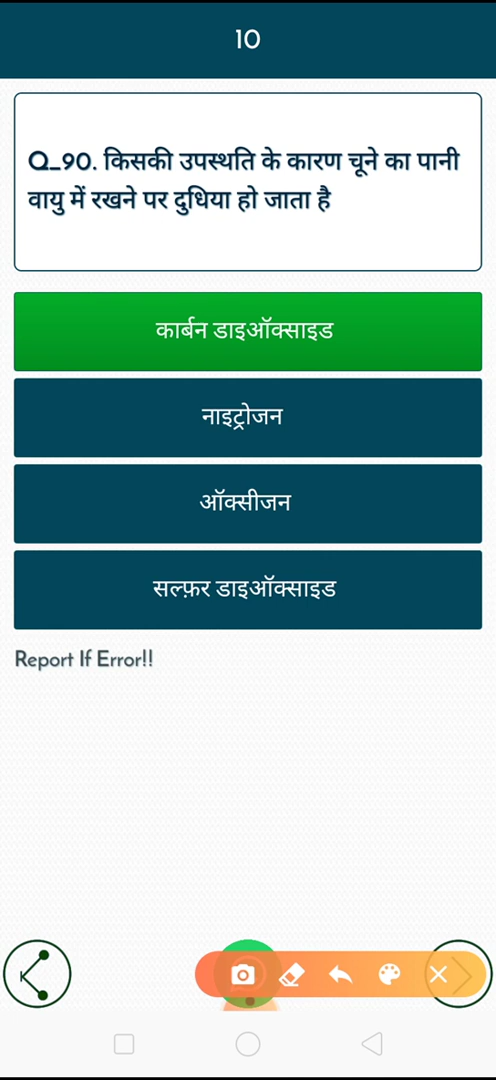 10
Q_90. किसकी उपस्थति के कारण चूने का पानी
वायु में रखने पर दुधिया हो जाता है
कार्बन डाइऑक्साइड
नाइट्रोजन
ऑक्सीजन
सल्फ़र डाइऑक्साइड
Report If Error!!